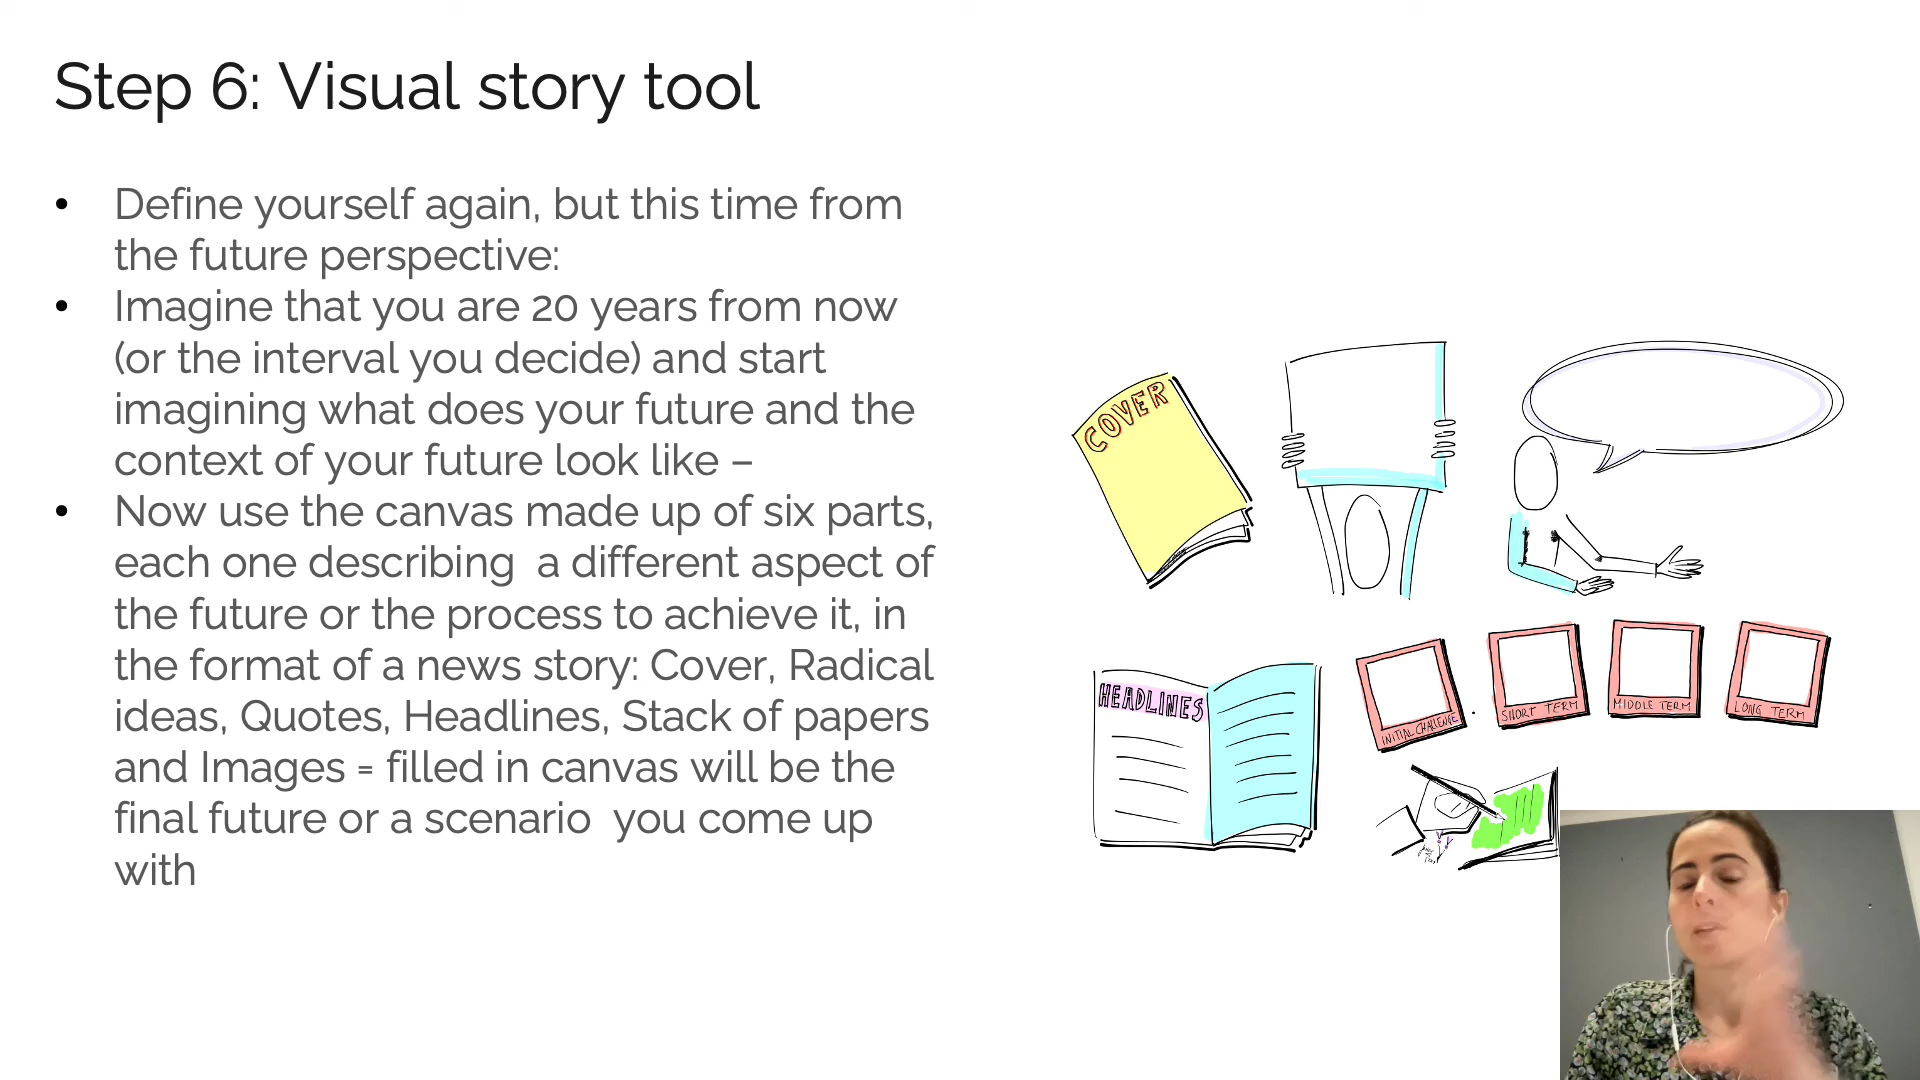 Step 6: Visual story tool
• Define yourself again, but this time from
the future perspective:
• Imagine that you are 20 years from now
(or the interval you decide) and start
imagining what does your future and the
context of your future look like –
• Now use the canvas made up of six parts,
each one describing  a different aspect of
the future or the process to achieve it, in
the format of a news story: Cover, Radical
ideas, Quotes, Headlines, Stack of papers
and Images = filled in canvas will be the
final future or a scenario  you come up
with
COVER
HEADLINES
INITIAL CHALLENGE
SHORT TERM
MIDDLE TERM
LONG TERM